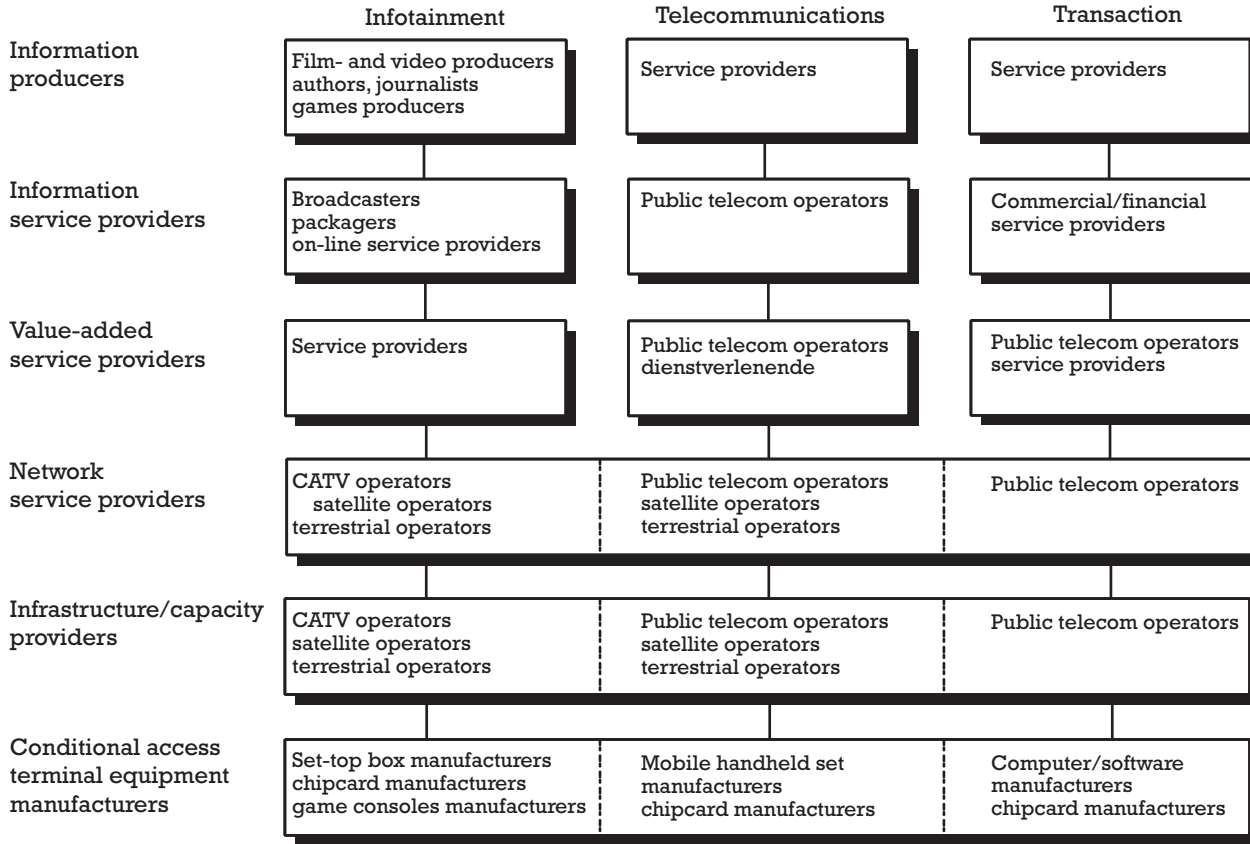 Infotainment
Telecommunications
Transaction
Information
producers
Film- and video producers
authors, journalists
games producers
Service providers
Service providers
Information
service providers
Broadcasters
packagers
on-line service providers
Public telecom operators
Commercial/financial
service providers
Value-added
service providers
Service providers
Public telecom operators
dienstverlenende
Public telecom operators
service providers
Network
service providers
CATV operators
satellite operators
terrestrial operators
Public telecom operators
satellite operators
terrestrial operators
Public telecom operators
Infrastructure/capacity
providers
CATV operators
satellite operators
terrestrial operators
Public telecom operators
satellite operators
terrestrial operators
Public telecom operators
Conditional access
terminal equipment
manufacturers
Set-top box manufacturers
chipcard manufacturers
game consoles manufacturers
Mobile handheld set
manufacturers
chipcard manufacturers
Computer/software
manufacturers
chipcard manufacturers